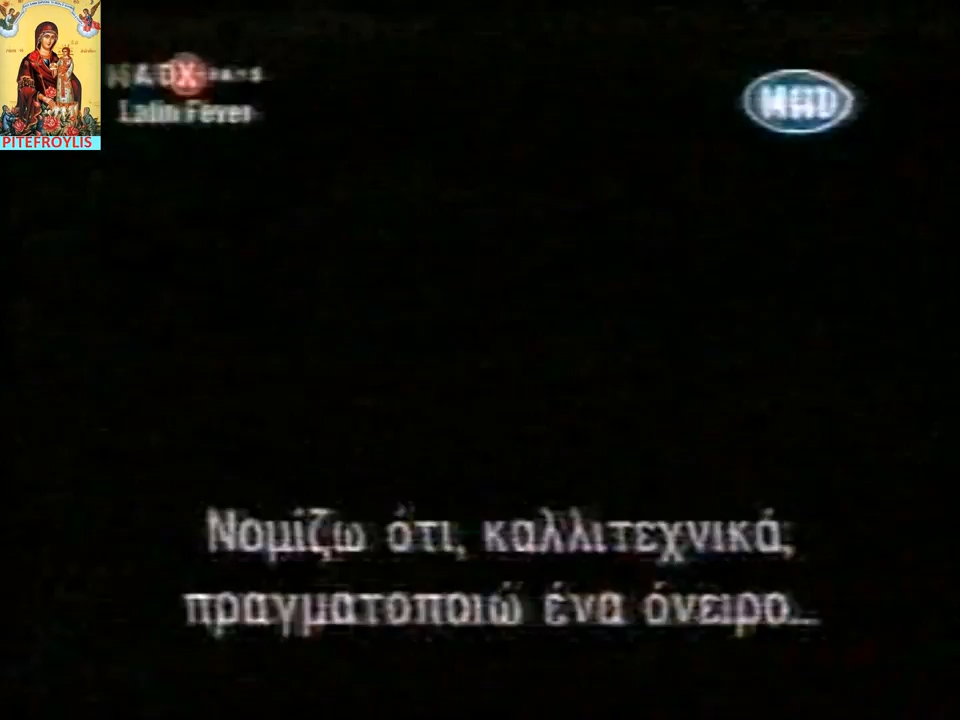 PITEFROYLIS
Latin Fever
MAD
Νομίζω ότι, καλλιτεχνικά,
πραγματοποιώ ένα όνειρο...